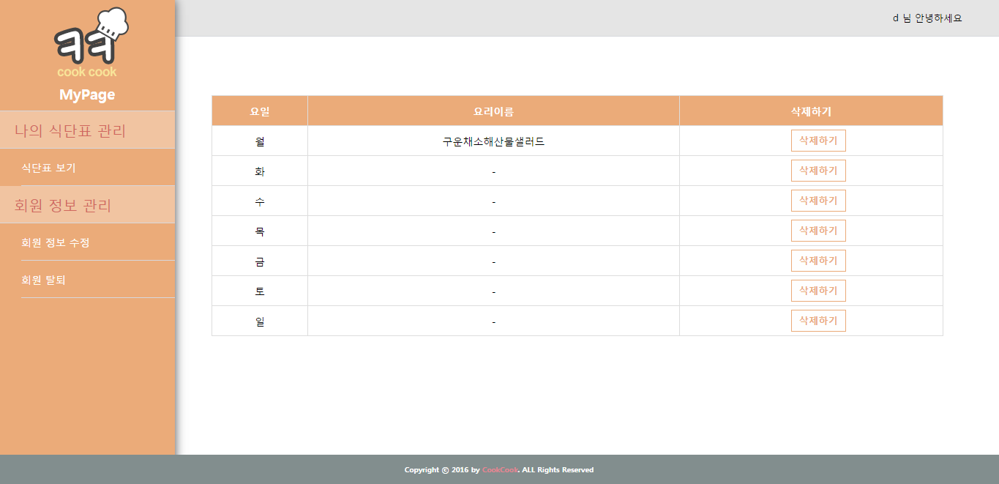 쿡쿡
cook cook
MyPage
나의 식단표 관리
식단표 보기
회원 정보 관리
회원 정보 수정
회원 탈퇴
d 님 안녕하세요
요일 요리이름 삭제하기
월 구운채소해산물샐러드 삭제하기
화 - 삭제하기
수 - 삭제하기
목 - 삭제하기
금 - 삭제하기
토 - 삭제하기
일 - 삭제하기
Copyright © 2016 by CookCook. ALL Rights Reserved